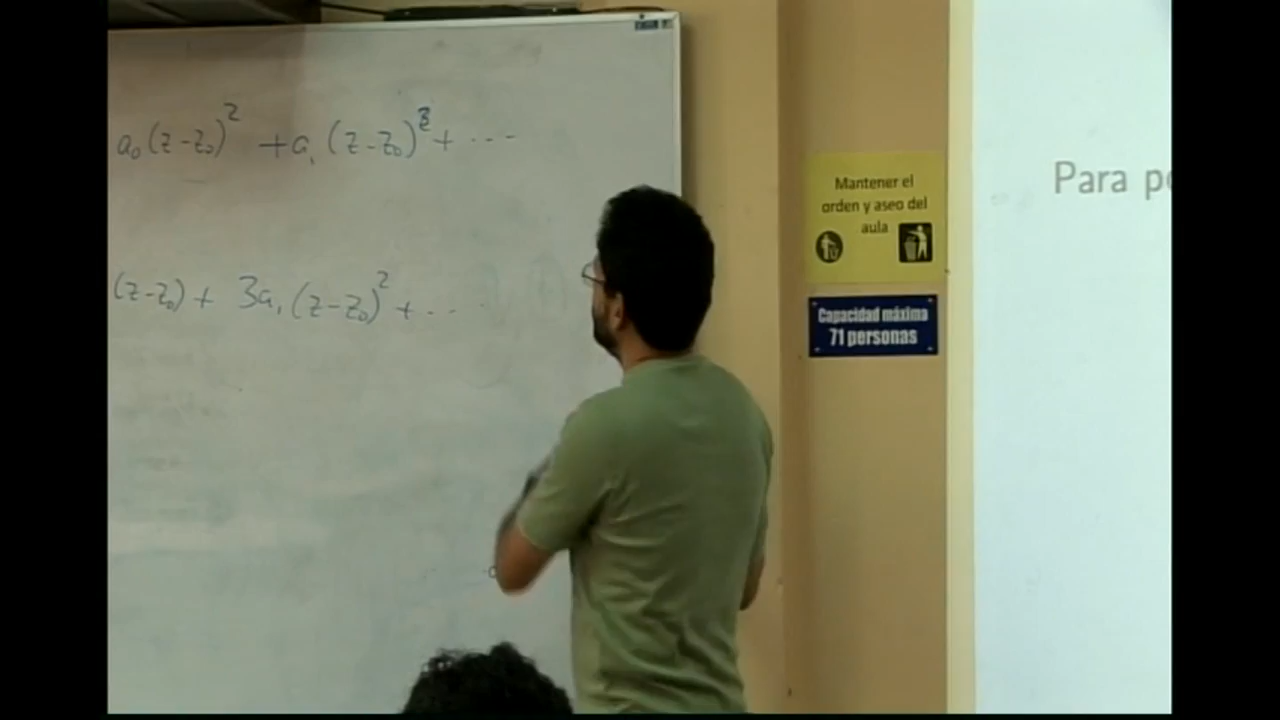 a₀(z-z₀)² + a₁(z-z₀)³ + ...
(z-z₀) + 3a₁(z-z₀)² + ...
Mantener el
orden y aseo del
aula
Capacidad máxima
71 personas
Para